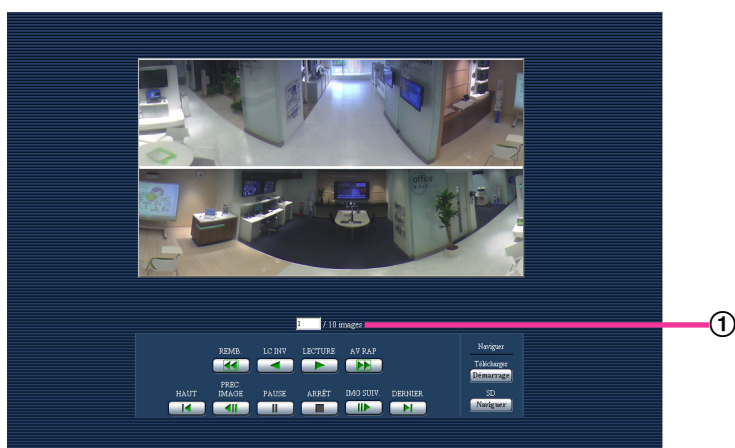 office
1 / 10 images
①
REMB. LC INV LECTURE AV RAP
Naviguer
Télécharger
Démarrage
HAUT PREC. IMAGE PAUSE ARRÊT IMG SUIV. DERNIER
SD
Naviguer